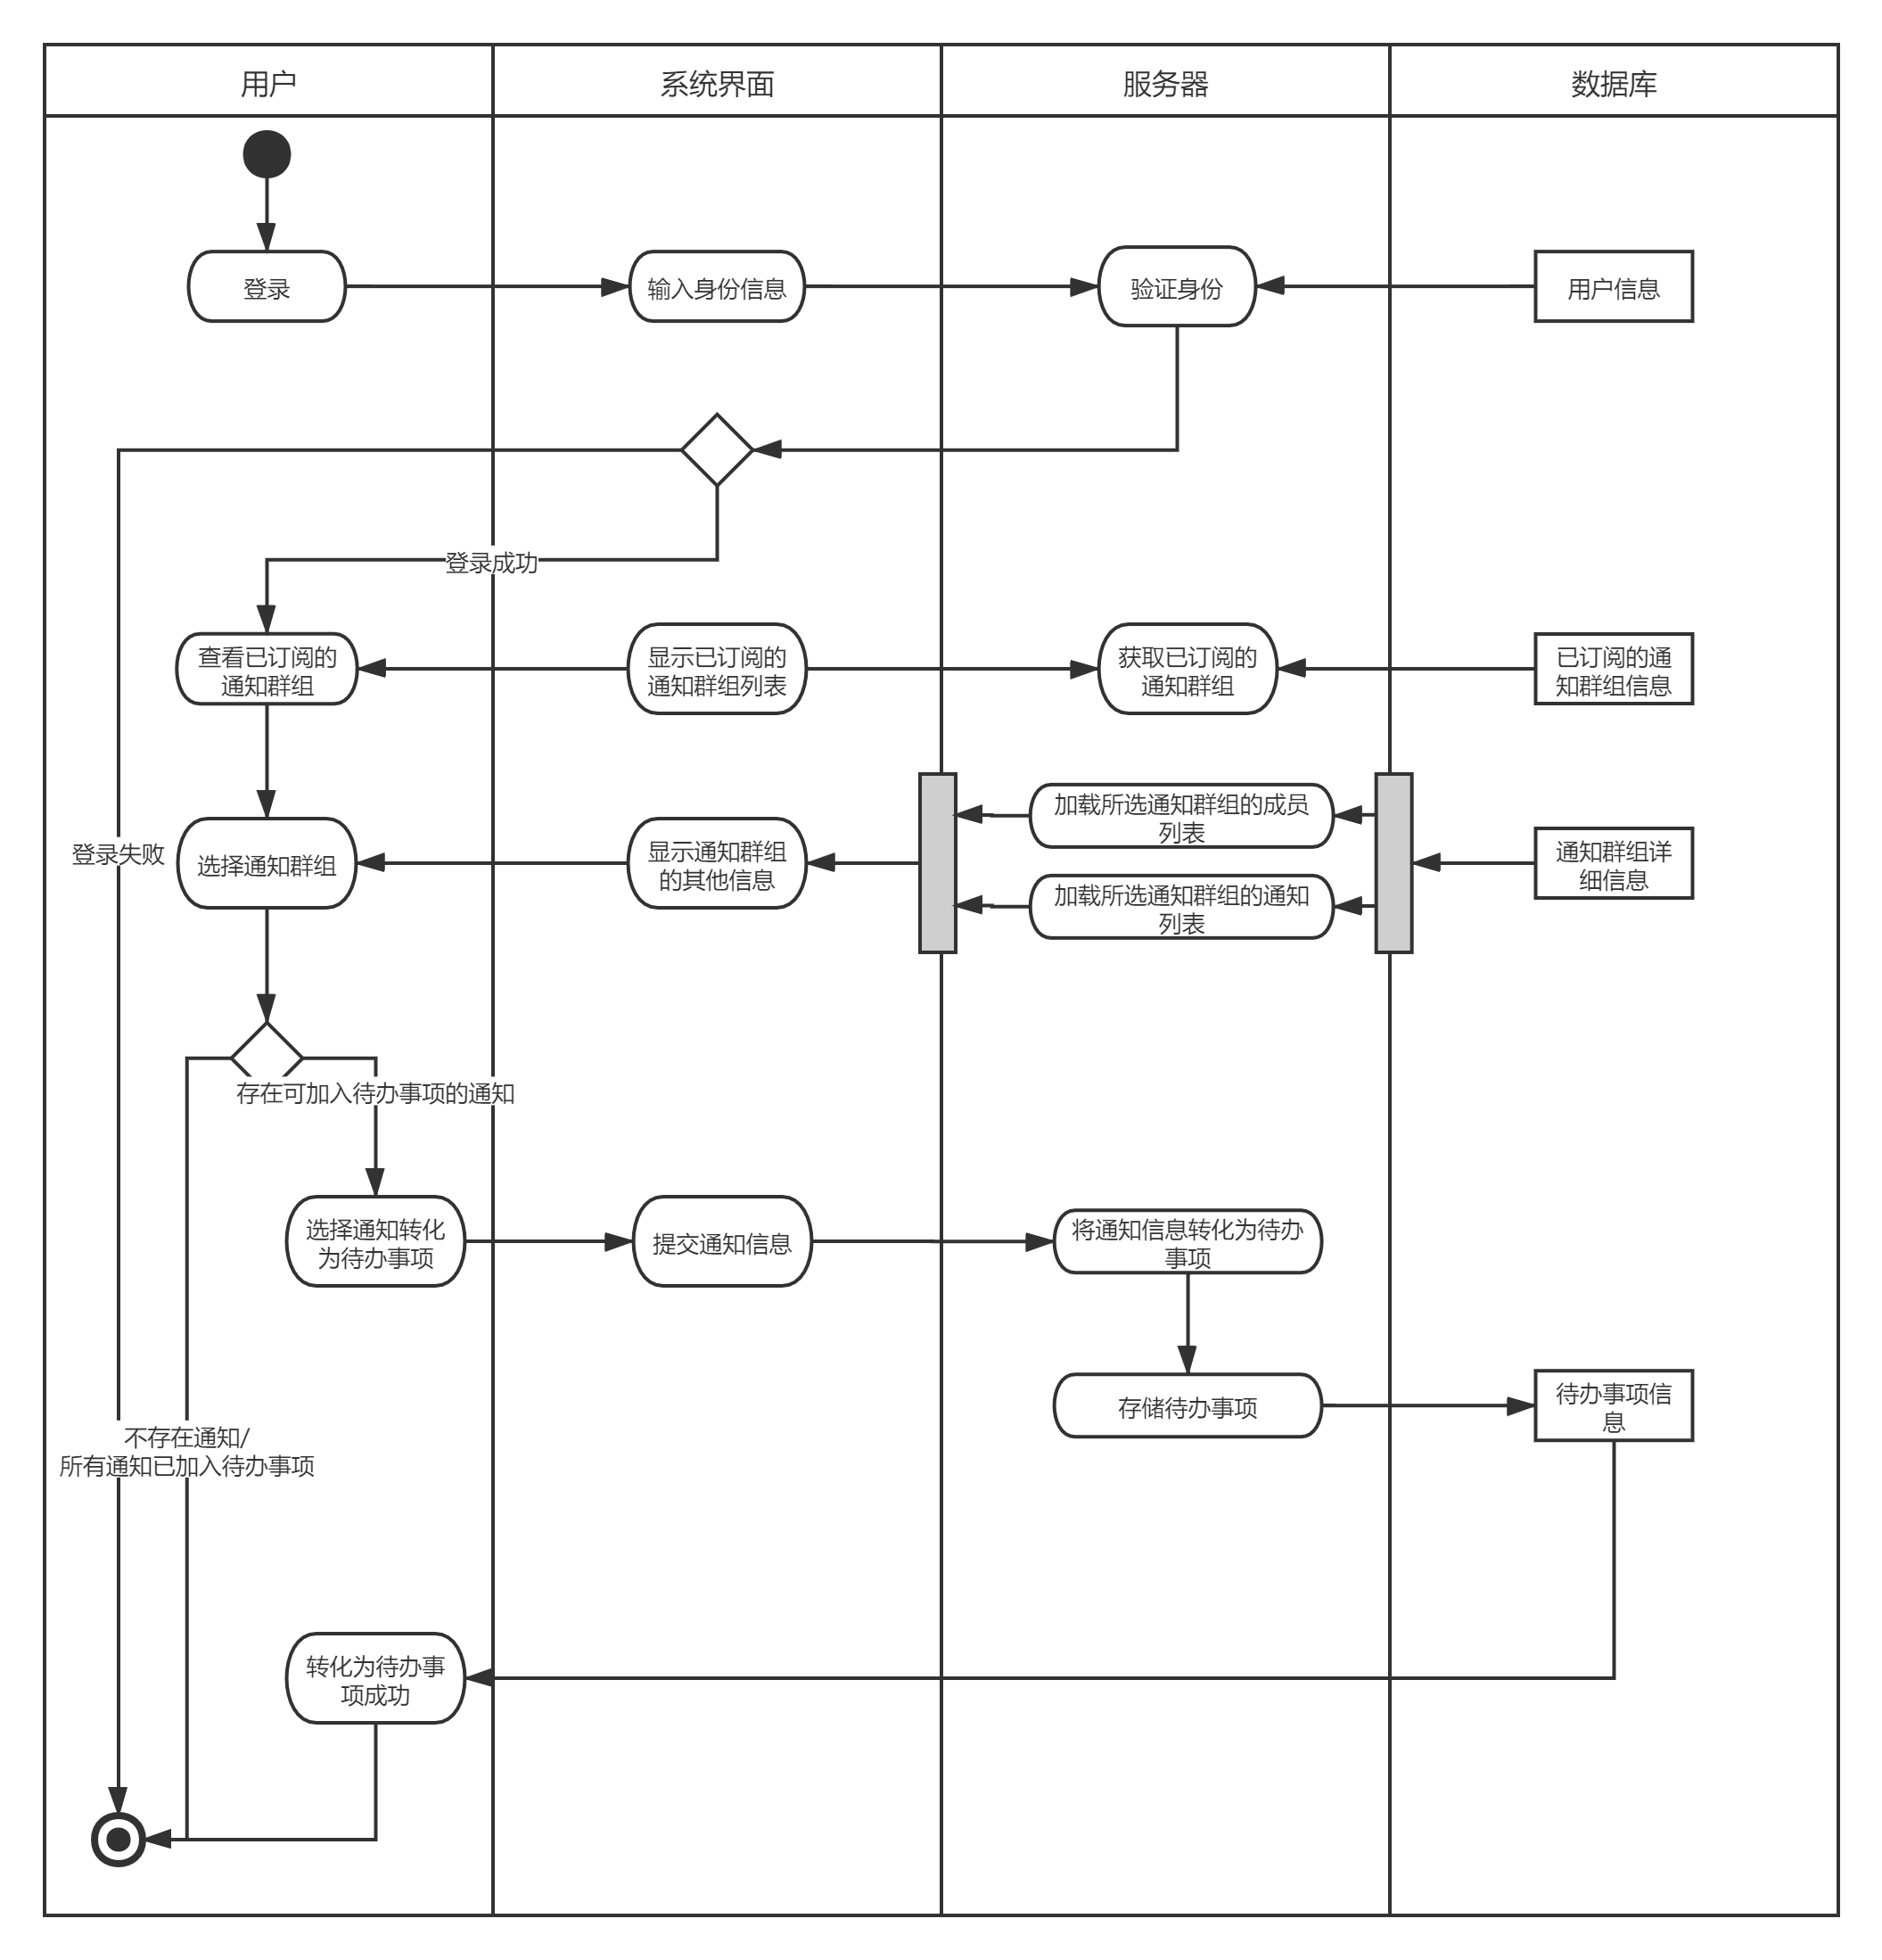 用户
系统界面
服务器
数据库
登录
输入身份信息
验证身份
用户信息
登录成功
查看已订阅的
通知群组
显示已订阅的
通知群组列表
获取已订阅的
通知群组
已订阅的通
知群组信息
加载所选通知群组的成员
列表
登录失败
选择通知群组
显示通知群组
的其他信息
加载所选通知群组的通知
列表
通知群组详
细信息
存在可加入待办事项的通知
选择通知转化
为待办事项
提交通知信息
将通知信息转化为待办
事项
存储待办事项
待办事项信
息
不存在通知/
所有通知已加入待办事项
转化为待办事
项成功